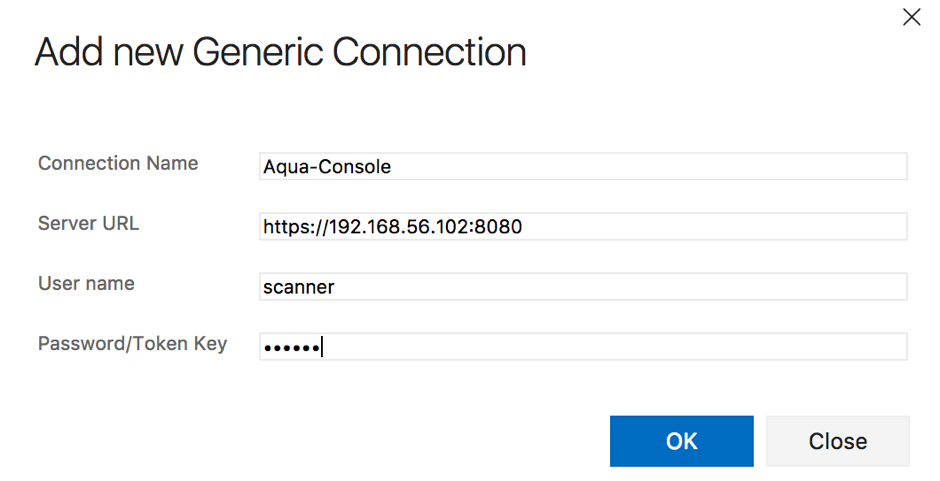 Add new Generic Connection
Connection Name Aqua-Console
Server URL https://192.168.56.102:8080
User name scanner
Password/Token Key ••••••
OK Close